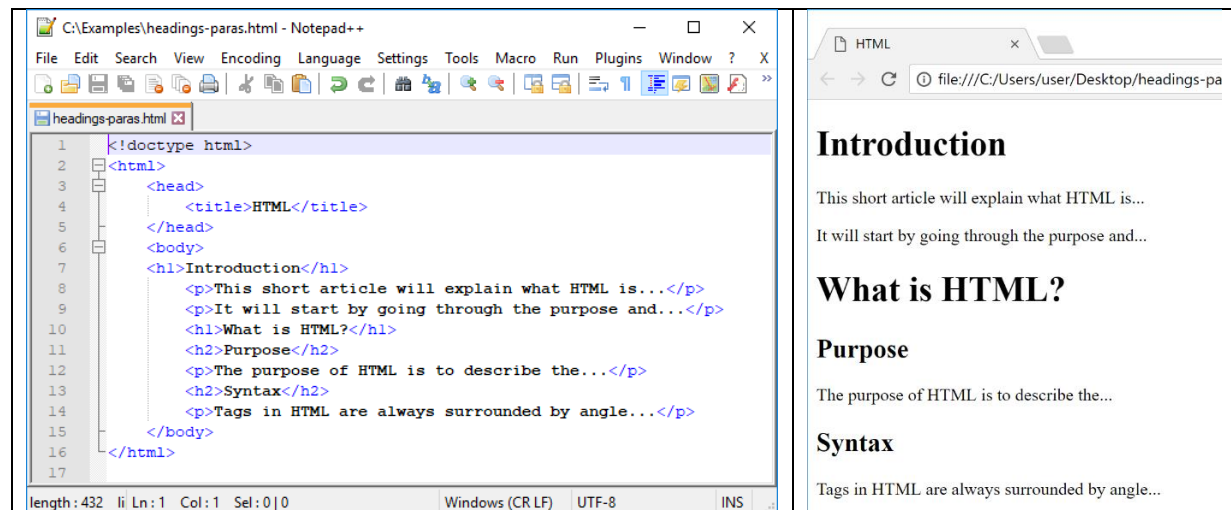 C:\Examples\headings-paras.html - Notepad++
File Edit Search View Encoding Language Settings Tools Macro Run Plugins Window ? X
headings-paras.html
1 <!doctype html>
2 <html>
3 <head>
4 <title>HTML</title>
5 </head>
6 <body>
7 <h1>Introduction</h1>
8 <p>This short article will explain what HTML is...</p>
9 <p>It will start by going through the purpose and...</p>
10 <h1>What is HTML?</h1>
11 <h2>Purpose</h2>
12 <p>The purpose of HTML is to describe the...</p>
13 <h2>Syntax</h2>
14 <p>Tags in HTML are always surrounded by angle...</p>
15 </body>
16 </html>
17
length : 432 li Ln : 1 Col : 1 Sel : 0 | 0 Windows (CR LF) UTF-8 INS
HTML
file:///C:/Users/user/Desktop/headings-pa
Introduction
This short article will explain what HTML is...
It will start by going through the purpose and...
What is HTML?
Purpose
The purpose of HTML is to describe the...
Syntax
Tags in HTML are always surrounded by angle...